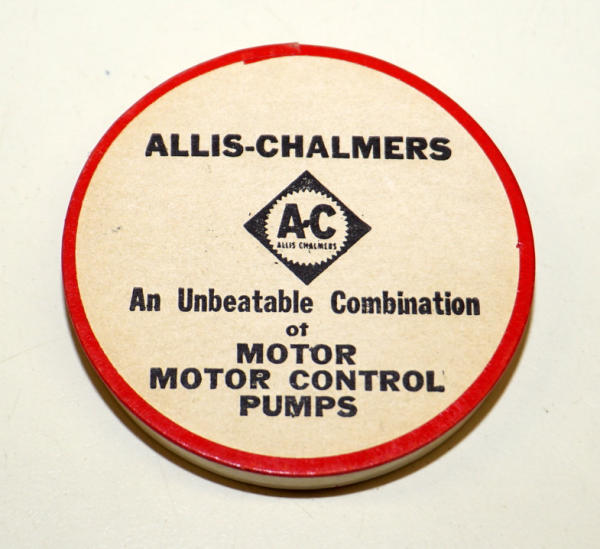 ALLIS-CHALMERS
A-C
ALLIS CHALMERS
An Unbeatable Combination
of
MOTOR
MOTOR CONTROL
PUMPS